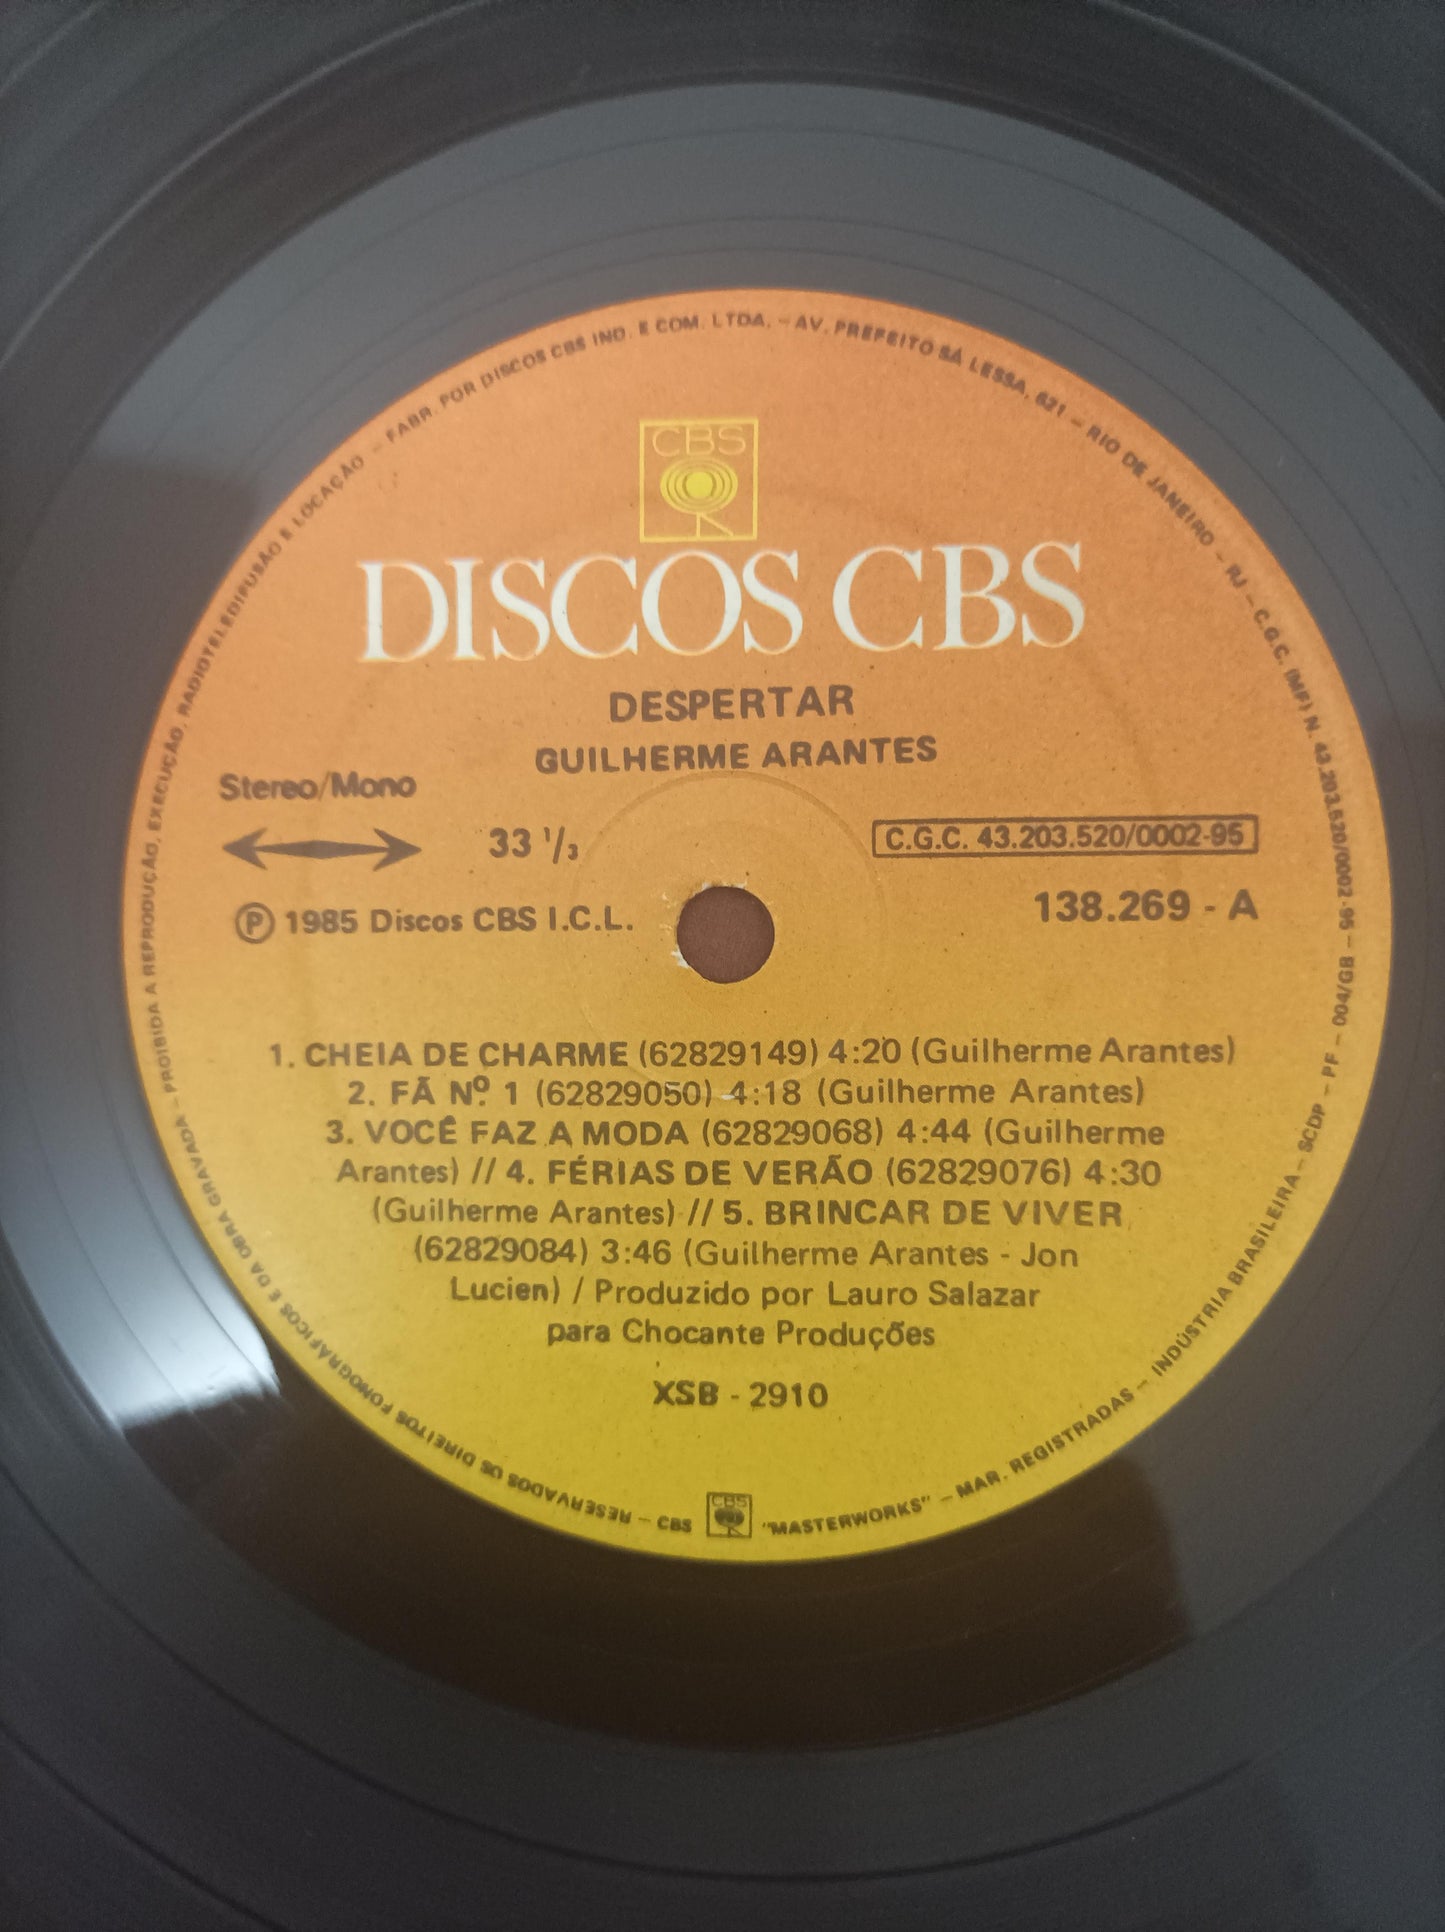 FABR. POR DISCOS CBS IND. E COM. LTDA. – AV. PREFEITO SÁ LESSA, 621 – RIO DE JANEIRO – RJ – C.G.C. (MF) N. 43.203.520/0002-95 – BG/004 – PF – SCDP – INDÚSTRIA BRASILEIRA – MAR. REGISTRADAS – "MASTERWORKS"
CBS – RESERVADOS OS DIREITOS FONOGRÁFICOS E DA OBRA GRAVADA – PROIBIDA A REPRODUÇÃO, EXECUÇÃO, RADIOTELEDIFUSÃO E LOCAÇÃO –
CBS
DISCOS CBS
DESPERTAR
GUILHERME ARANTES
Stereo/Mono
33 1/3
C.G.C. 43.203.520/0002-95
℗ 1985 Discos CBS I.C.L.
138.269 - A
1. CHEIA DE CHARME (62829149) 4:20 (Guilherme Arantes)
2. FÃ Nº 1 (62829050) 4:18 (Guilherme Arantes)
3. VOCÊ FAZ A MODA (62829068) 4:44 (Guilherme
Arantes) // 4. FÉRIAS DE VERÃO (62829076) 4:30
(Guilherme Arantes) // 5. BRINCAR DE VIVER
(62829084) 3:46 (Guilherme Arantes - Jon
Lucien) / Produzido por Lauro Salazar
para Chocante Produções
XSB - 2910
CBS